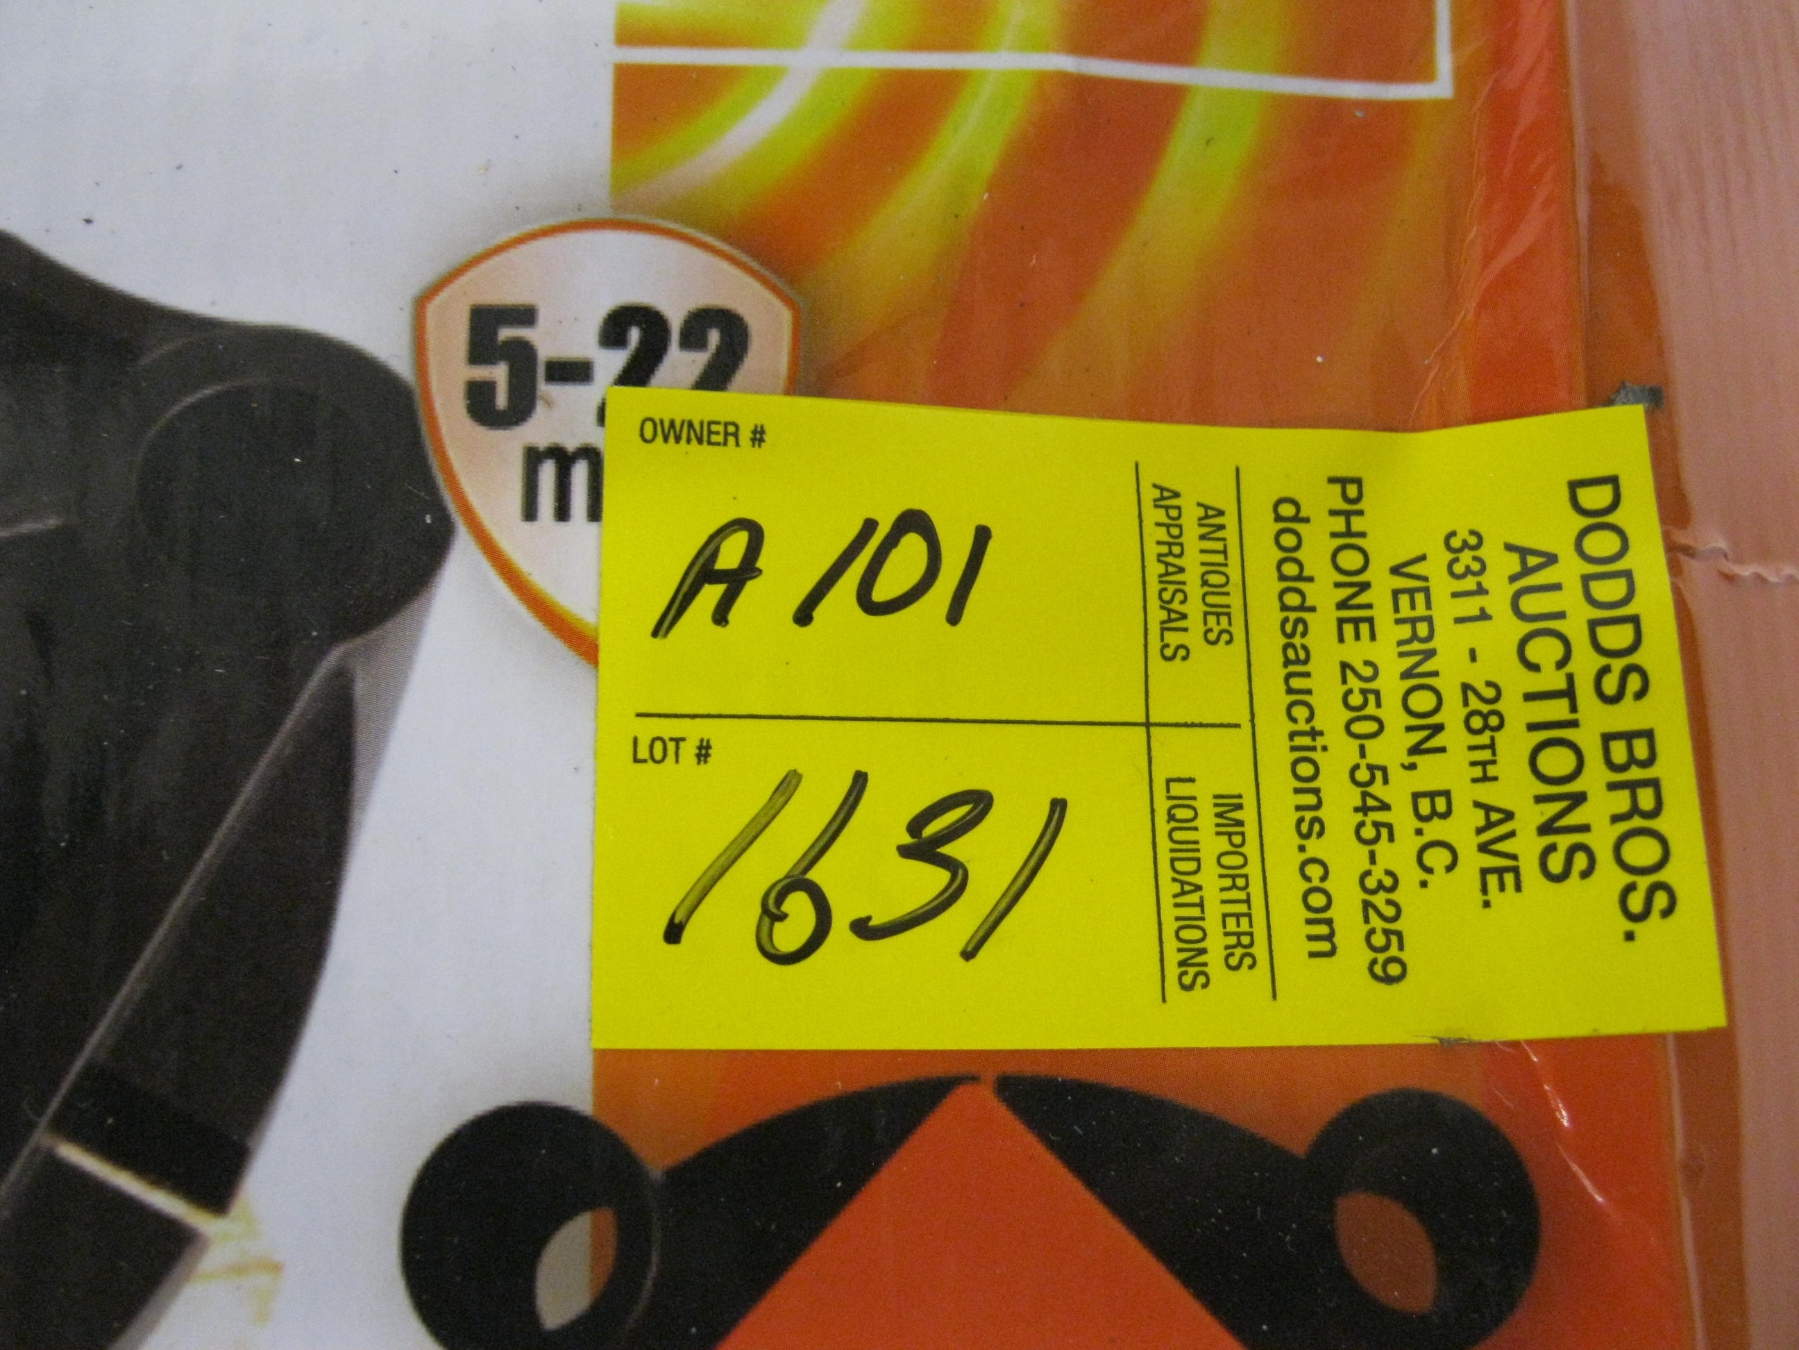 5-22
OWNER #
A101
LOT #
1631
ANTIQUES
APPRAISALS
IMPORTERS
LIQUIDATIONS
DODDS BROS.
AUCTIONS
3311 - 28TH AVE.
VERNON, B.C.
PHONE 250-545-3259
doddsauctions.com